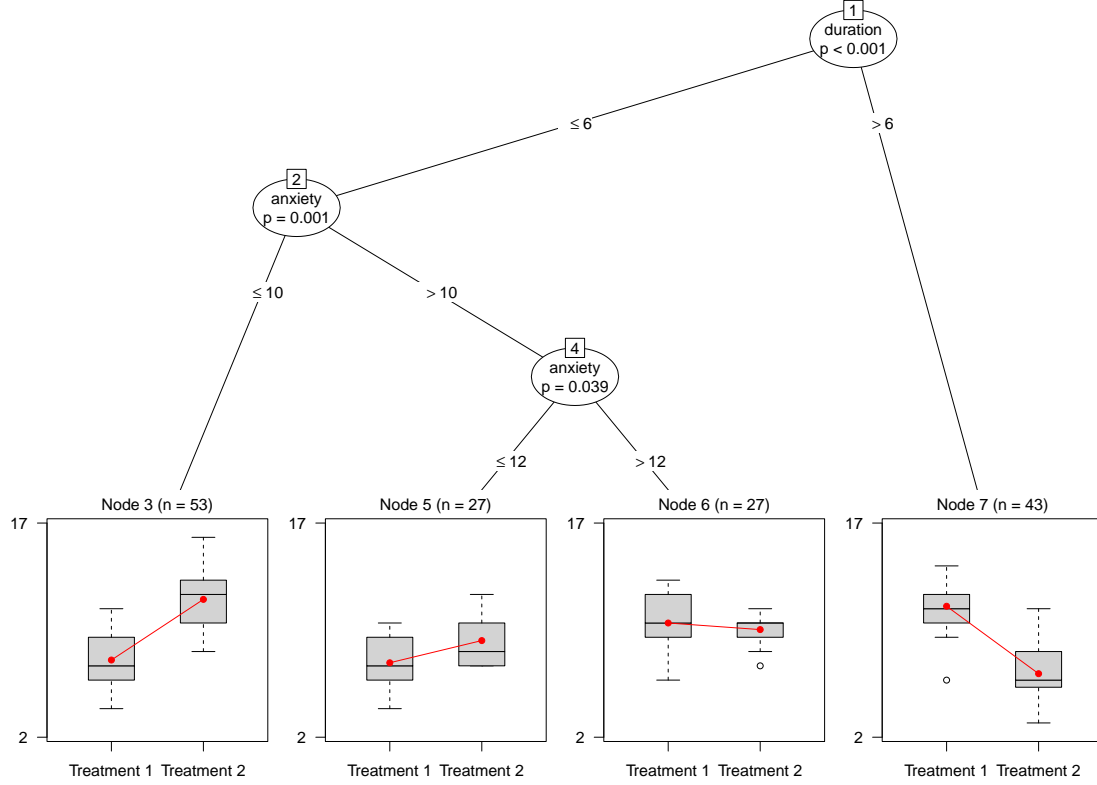 1
duration
p < 0.001
≤ 6
> 6
2
anxiety
p = 0.001
≤ 10
> 10
4
anxiety
p = 0.039
≤ 12
> 12
Node 3 (n = 53)
17
2
Treatment 1 Treatment 2
Node 5 (n = 27)
17
2
Treatment 1 Treatment 2
Node 6 (n = 27)
17
2
Treatment 1 Treatment 2
Node 7 (n = 43)
17
2
Treatment 1 Treatment 2